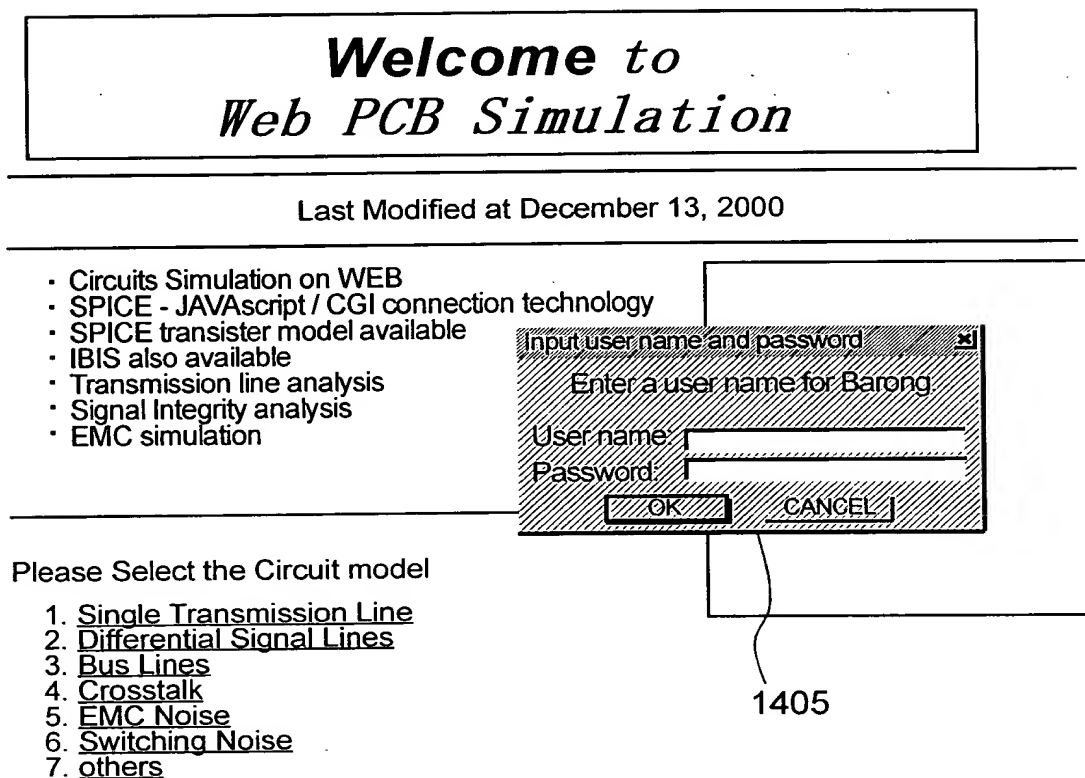 Welcome to
Web PCB Simulation
Last Modified at December 13, 2000
· Circuits Simulation on WEB
· SPICE - JAVAscript / CGI connection technology
· SPICE transister model available
· IBIS also available
· Transmission line analysis
· Signal Integrity analysis
· EMC simulation
Input user name and password
Enter a user name for Barong.
User name:
Password:
OK CANCEL
1405
Please Select the Circuit model
1. Single Transmission Line
2. Differential Signal Lines
3. Bus Lines
4. Crosstalk
5. EMC Noise
6. Switching Noise
7. others